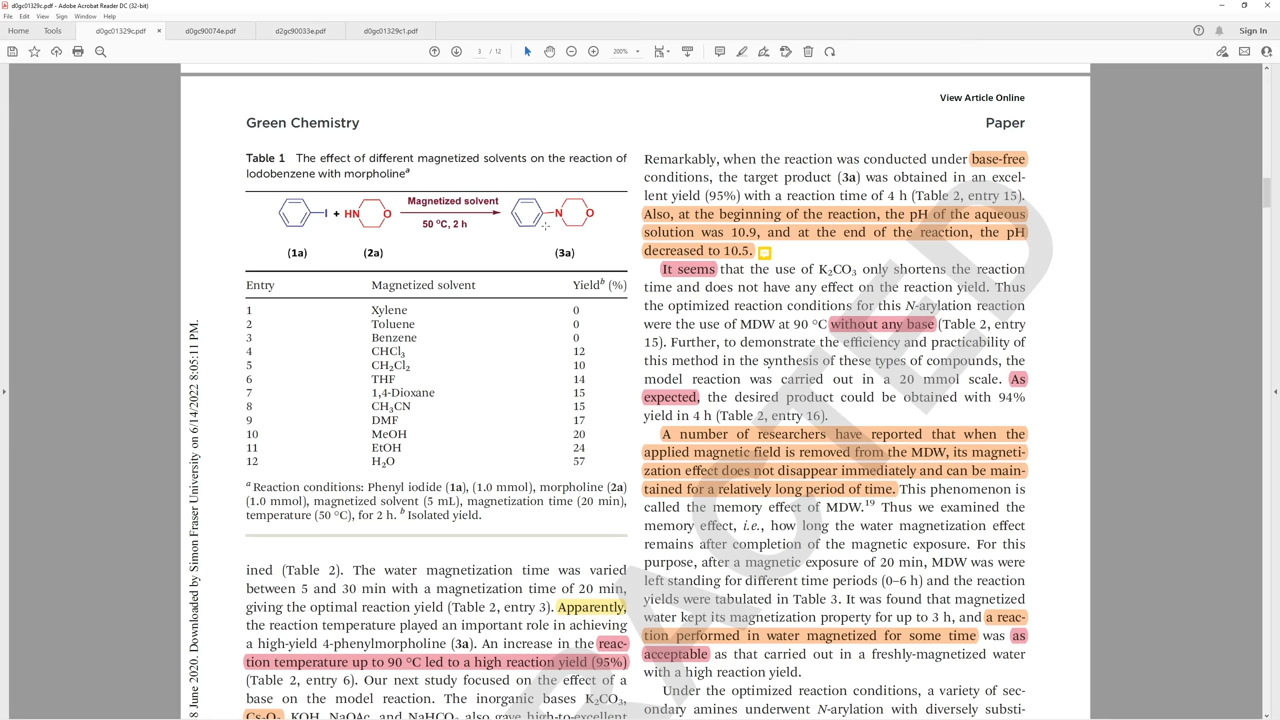 d0gc01329c.pdf - Adobe Acrobat Reader DC (32-bit)
File Edit View Sign Window Help
Home Tools d0gc01329c.pdf × d0gc90074e.pdf d2gc90033e.pdf d0gc01329c1.pdf Sign In
3 / 12 200%
View Article Online
Green Chemistry Paper
Table 1 The effect of different magnetized solvents on the reaction of
Iodobenzene with morpholineᵃ
Magnetized solvent
I + HN O N O
50 °C, 2 h
(1a) (2a) (3a)
Entry Magnetized solvent Yieldᵇ (%)
1 Xylene 0
2 Toluene 0
3 Benzene 0
4 CHCl₃ 12
5 CH₂Cl₂ 10
6 THF 14
7 1,4-Dioxane 15
8 CH₃CN 15
9 DMF 17
10 MeOH 20
11 EtOH 24
12 H₂O 57
ᵃ Reaction conditions: Phenyl iodide (1a), (1.0 mmol), morpholine (2a)
(1.0 mmol), magnetized solvent (5 mL), magnetization time (20 min),
temperature (50 °C), for 2 h. ᵇ Isolated yield.
ined (Table 2). The water magnetization time was varied
between 5 and 30 min with a magnetization time of 20 min,
giving the optimal reaction yield (Table 2, entry 3). Apparently,
the reaction temperature played an important role in achieving
a high-yield 4-phenylmorpholine (3a). An increase in the reac-
tion temperature up to 90 °C led to a high reaction yield (95%)
(Table 2, entry 6). Our next study focused on the effect of a
base on the model reaction. The inorganic bases K₂CO₃,
KOH, NaOAc, and NaHCO₃ also gave high-to-excellent
Remarkably, when the reaction was conducted under base-free
conditions, the target product (3a) was obtained in an excel-
lent yield (95%) with a reaction time of 4 h (Table 2, entry 15).
Also, at the beginning of the reaction, the pH of the aqueous
solution was 10.9, and at the end of the reaction, the pH
decreased to 10.5.
It seems that the use of K₂CO₃ only shortens the reaction
time and does not have any effect on the reaction yield. Thus
the optimized reaction conditions for this N-arylation reaction
were the use of MDW at 90 °C without any base (Table 2, entry
15). Further, to demonstrate the efficiency and practicability of
this method in the synthesis of these types of compounds, the
model reaction was carried out in a 20 mmol scale. As
expected, the desired product could be obtained with 94%
yield in 4 h (Table 2, entry 16).
A number of researchers have reported that when the
applied magnetic field is removed from the MDW, its magneti-
zation effect does not disappear immediately and can be main-
tained for a relatively long period of time. This phenomenon is
called the memory effect of MDW.¹⁹ Thus we examined the
memory effect, i.e., how long the water magnetization effect
remains after completion of the magnetic exposure. For this
purpose, after a magnetic exposure of 20 min, MDW was were
left standing for different time periods (0–6 h) and the reaction
yields were tabulated in Table 3. It was found that magnetized
water kept its magnetization property for up to 3 h, and a reac-
tion performed in water magnetized for some time was as
acceptable as that carried out in a freshly-magnetized water
with a high reaction yield.
Under the optimized reaction conditions, a variety of sec-
ondary amines underwent N-arylation with diversely substi-
8 June 2020. Downloaded by Simon Fraser University on 6/14/2022 8:05:11 PM.
RACTED